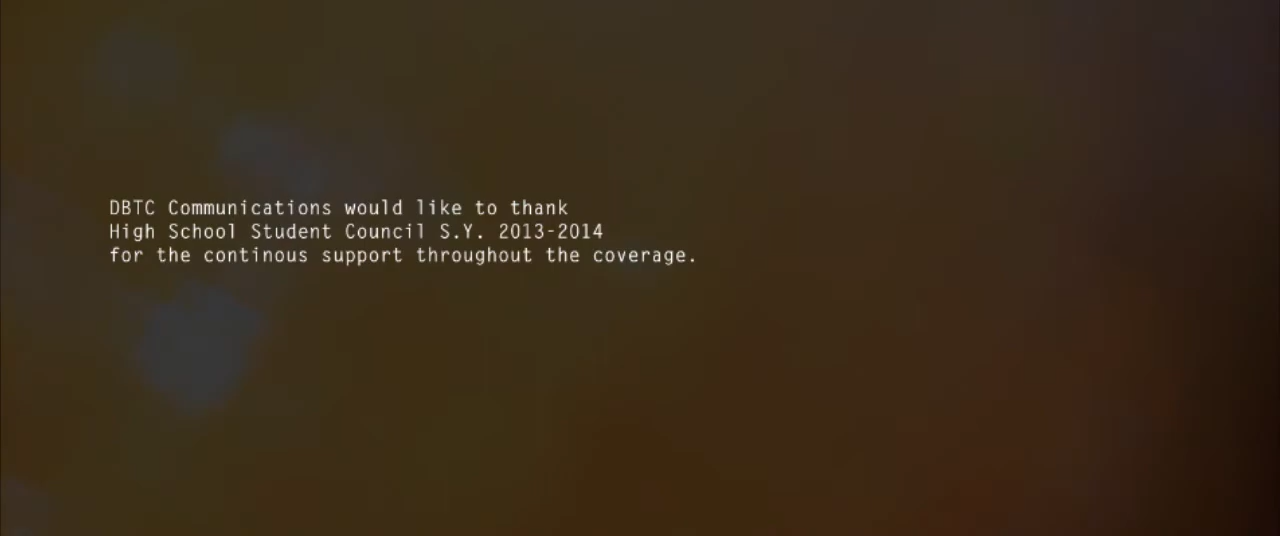 DBTC Communications would like to thank
High School Student Council S.Y. 2013-2014
for the continous support throughout the coverage.